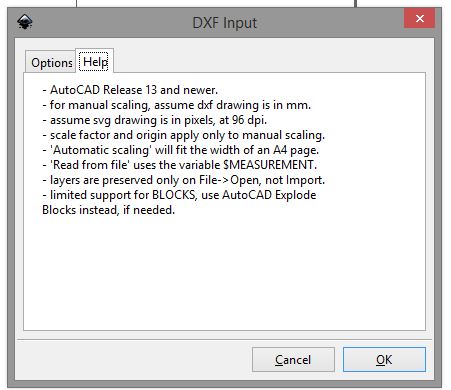 DXF Input
Options Help
- AutoCAD Release 13 and newer.
- for manual scaling, assume dxf drawing is in mm.
- assume svg drawing is in pixels, at 96 dpi.
- scale factor and origin apply only to manual scaling.
- 'Automatic scaling' will fit the width of an A4 page.
- 'Read from file' uses the variable $MEASUREMENT.
- layers are preserved only on File->Open, not Import.
- limited support for BLOCKS, use AutoCAD Explode
Blocks instead, if needed.
Cancel OK